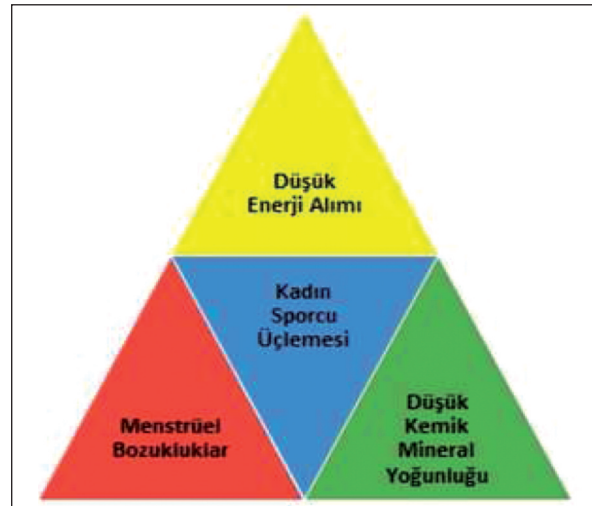 Düşük
Enerji Alımı
Kadın
Sporcu
Üçlemesi
Menstrüel
Bozukluklar
Düşük
Kemik
Mineral
Yoğunluğu